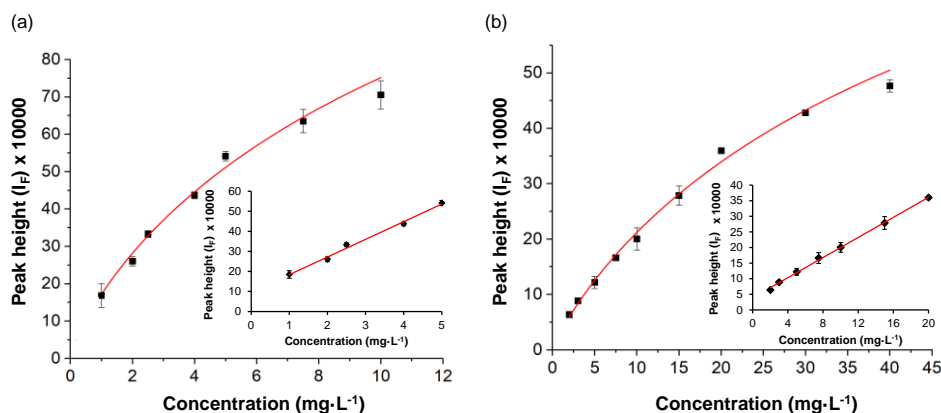 (a)
Peak height (I_F) x 10000
80
70
60
50
40
30
20
10
0
0 2 4 6 8 10 12
Concentration (mg·L⁻¹)
Peak height (I_F) x 10000
60
50
40
30
20
10
0
0 1 2 3 4 5
Concentration (mg·L⁻¹)
(b)
Peak height (I_F) x 10000
50
40
30
20
10
0
0 5 10 15 20 25 30 35 40 45
Concentration (mg·L⁻¹)
Peak height (I_F) x 10000
40
35
30
25
20
15
10
5
0
0 4 8 12 16 20
Concentration (mg·L⁻¹)